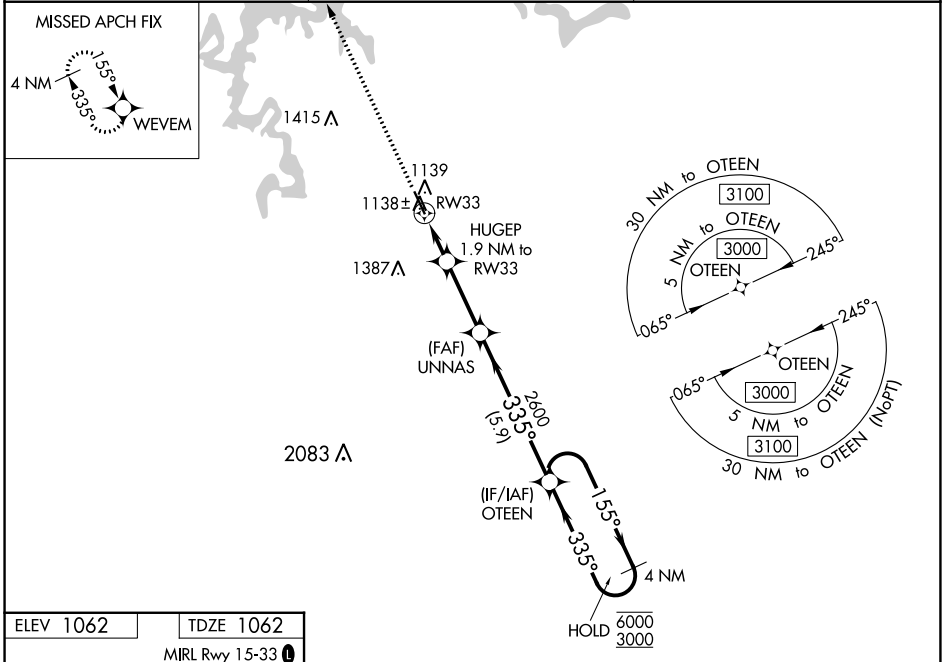 MISSED APCH FIX
4 NM
155°
335°
WEVEM
1415
1139
1138±
RW33
HUGEP
1.9 NM to
RW33
1387
(FAF)
UNNAS
2600
335°
(5.9)
2083
(IF/IAF)
OTEEN
155°
335°
4 NM
HOLD
6000
3000
30 NM to OTEEN
3100
5 NM to OTEEN
3000
OTEEN
245°
065°
245°
065°
OTEEN
3000
5 NM to OTEEN
3100
30 NM to OTEEN (NoPT)
ELEV 1062
TDZE 1062
MIRL Rwy 15-33 L